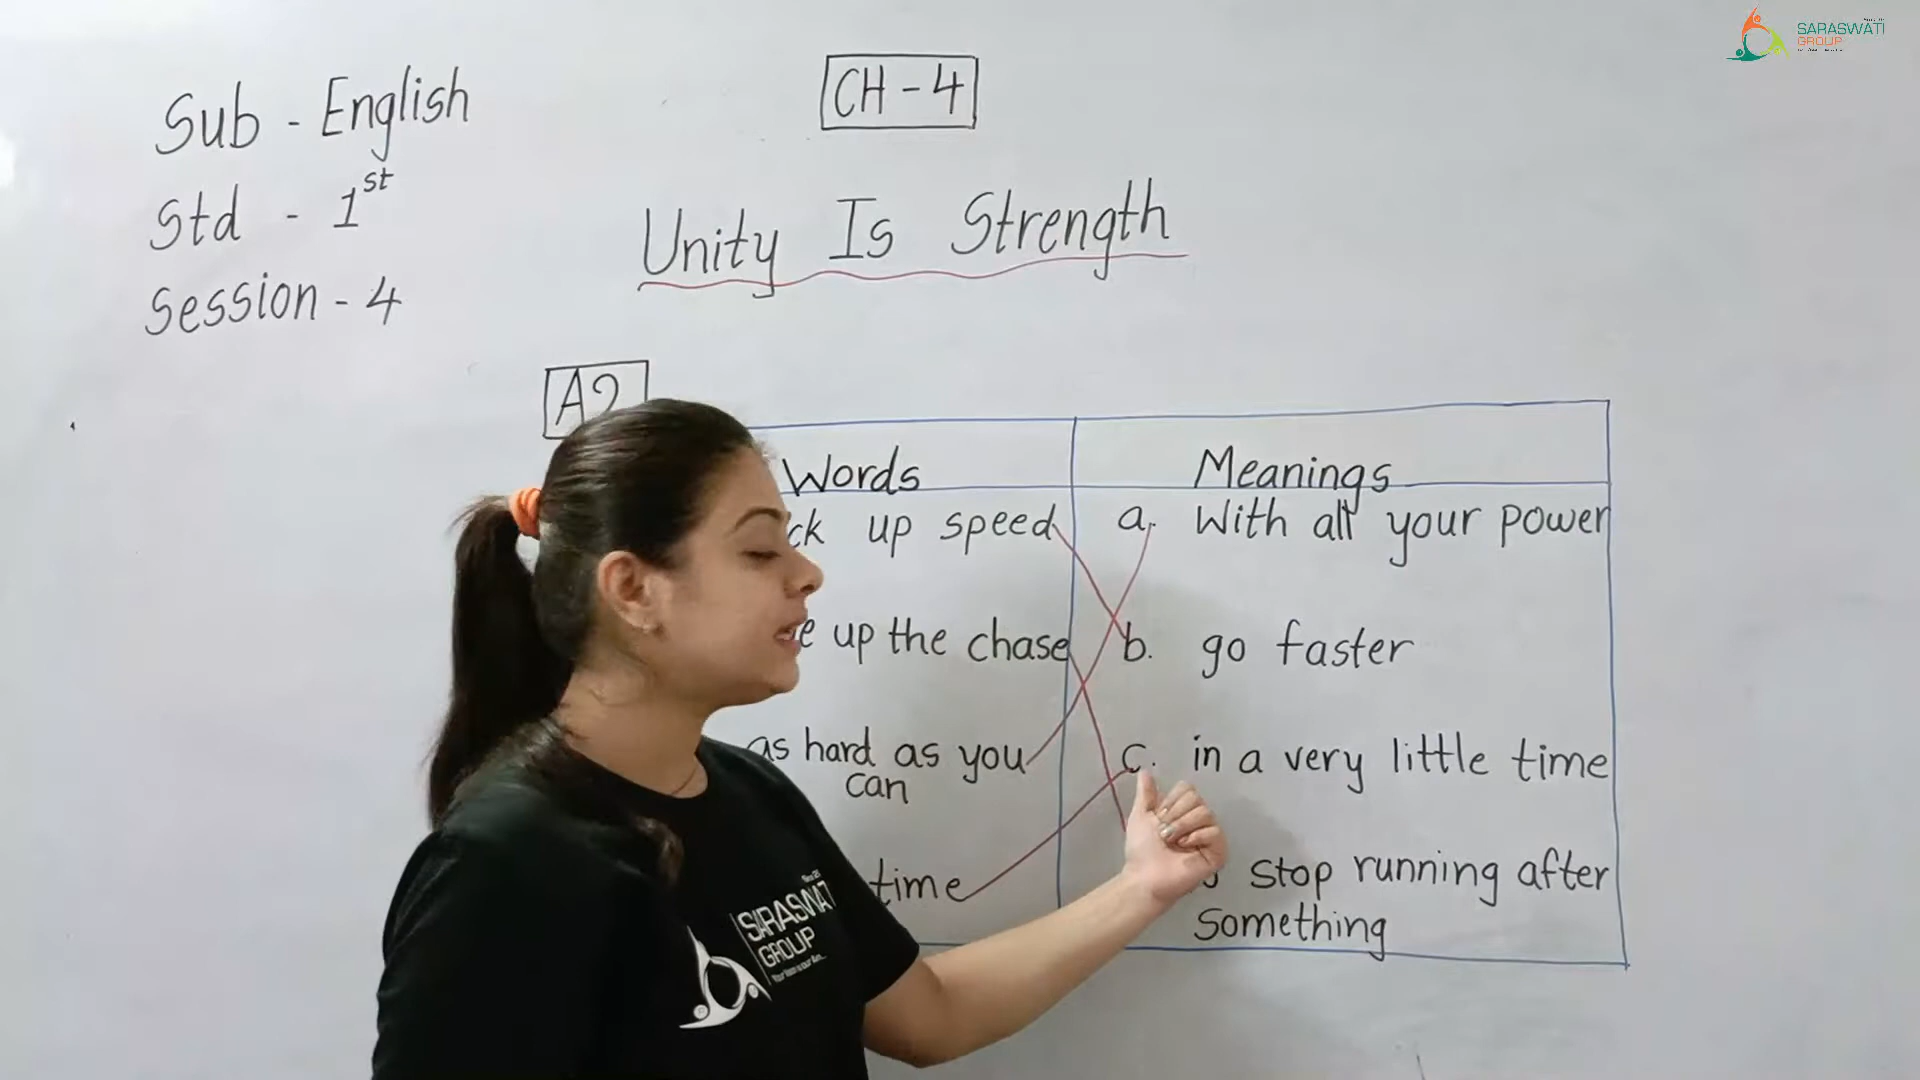 SARASWATI
GROUP
CH-4
Sub - English
Std - 1st
Session - 4
Unity Is Strength
A2
Words Meanings
ck up speed a. With all your power
e up the chase b. go faster
as hard as you can c. in a very little time
time s stop running after
something
SARASWATI
GROUP